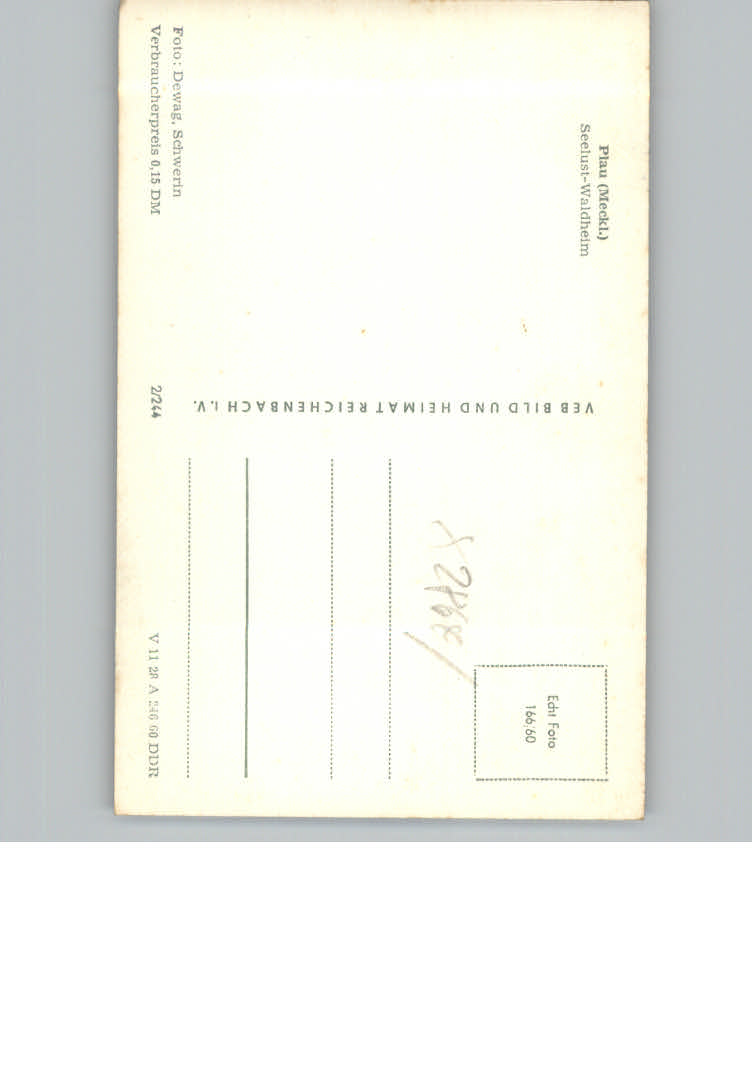 Plau (Meckl.)
Seelust-Waldheim
Foto: Dewag, Schwerin
Verbraucherpreis 0,15 DM
VEB BILD UND HEIMAT REICHENBACH i. V.
2/244
Echt Foto
166/60
V 11 28 A 60 DDR